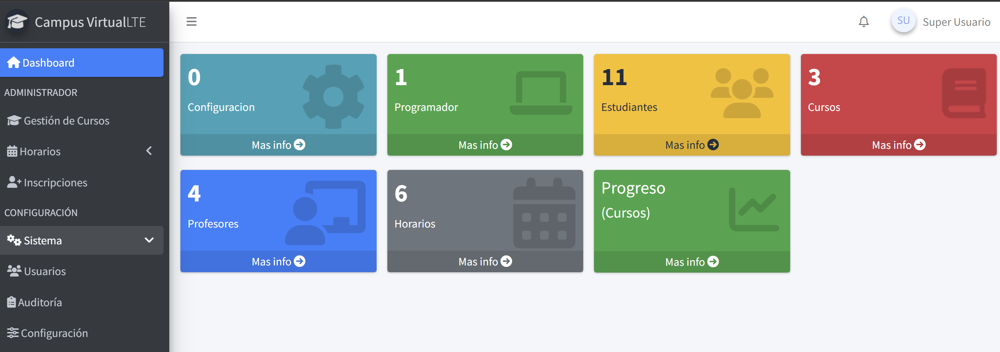 Campus VirtualLTE
Dashboard
ADMINISTRADOR
Gestión de Cursos
Horarios
Inscripciones
CONFIGURACIÓN
Sistema
Usuarios
Auditoría
Configuración
SU Super Usuario
0
Configuracion
Mas info
1
Programador
Mas info
11
Estudiantes
Mas info
3
Cursos
Mas info
4
Profesores
Mas info
6
Horarios
Mas info
Progreso
(Cursos)
Mas info